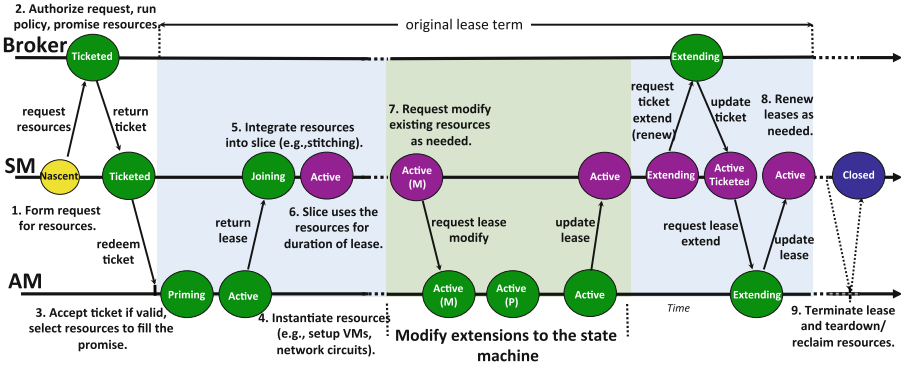 2. Authorize request, run
policy, promise resources
original lease term
Broker
Ticketed
Extending
request
resources
return
ticket
7. Request modify
existing resources
as needed.
request
ticket
extend
(renew)
update
ticket
8. Renew
leases as
needed.
5. Integrate resources
into slice (e.g.,stitching).
SM
Nascent
Ticketed
Joining
Active
Active
(M)
Active
Extending
Active
Ticketed
Active
Closed
1. Form request
for resources.
redeem
ticket
return
lease
6. Slice uses the
resources for
duration of lease.
request lease
modify
update
lease
request lease
extend
update
lease
AM
Priming
Active
Active
(M)
Active
(P)
Active
Extending
Time
3. Accept ticket if valid,
select resources to fill the
promise.
4. Instantiate resources
(e.g., setup VMs,
network circuits).
Modify extensions to the state
machine
9. Terminate lease
and teardown/
reclaim resources.